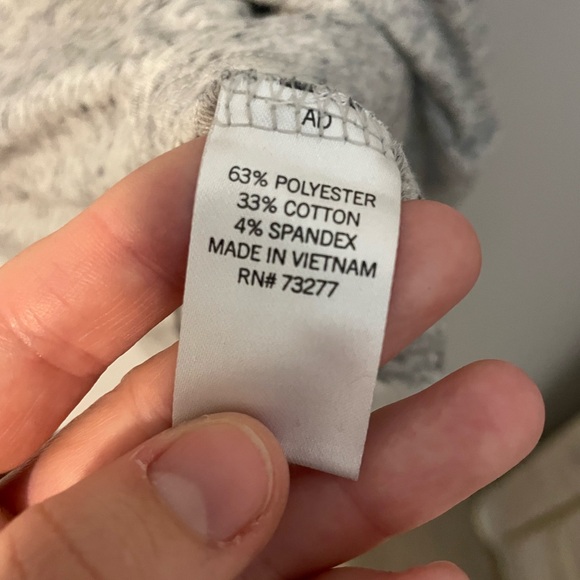 AD
63% POLYESTER
33% COTTON
4% SPANDEX
MADE IN VIETNAM
RN# 73277